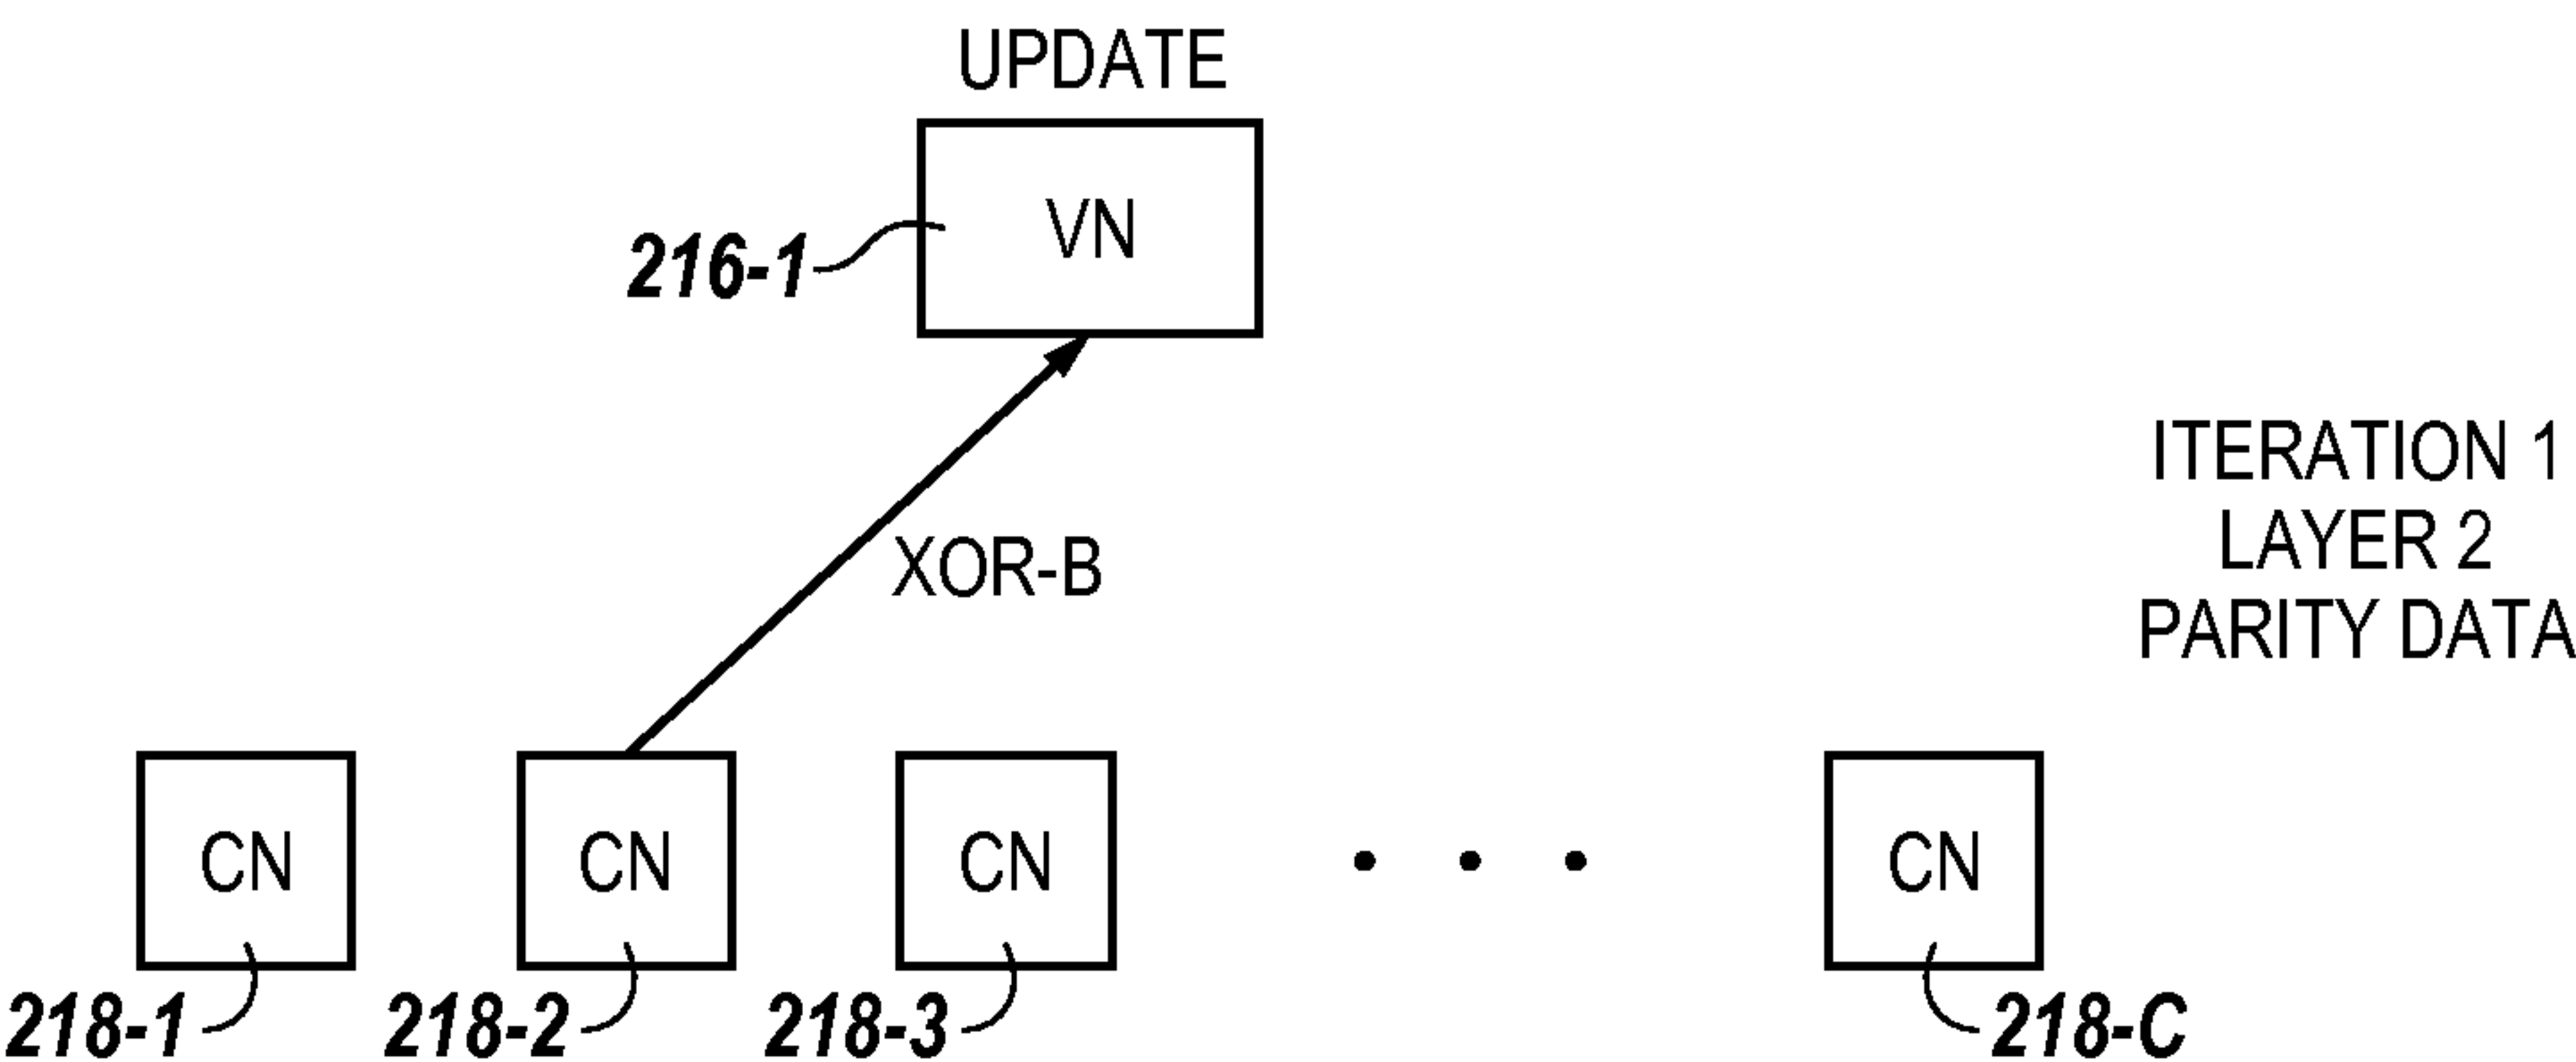 UPDATE
VN
216-1
XOR-B
ITERATION 1
LAYER 2
PARITY DATA
CN CN CN CN
218-1 218-2 218-3 218-C